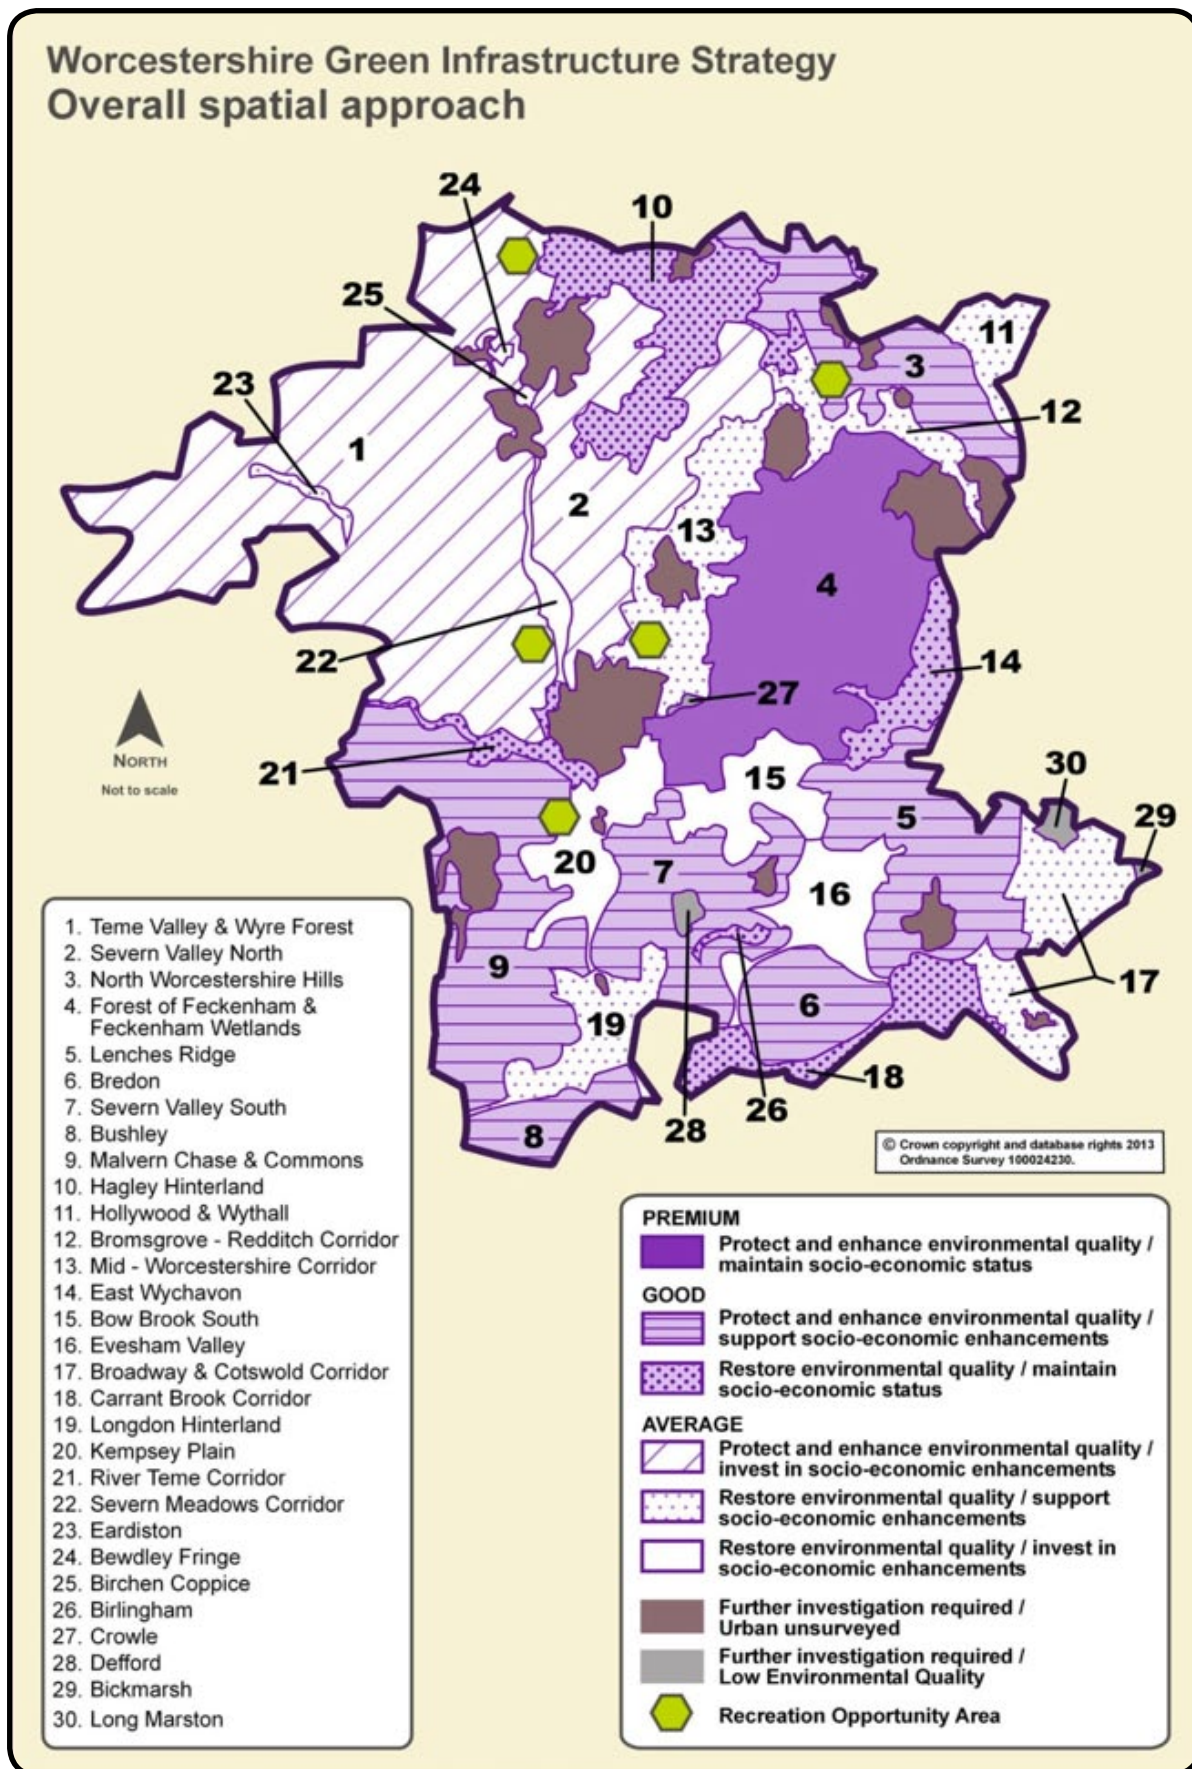 Worcestershire Green Infrastructure Strategy
Overall spatial approach
24
10
25
11
3
23
12
1
2
13
4
22
14
27
NORTH
Not to scale
21
15
30
5
29
20
7
16
9
17
6
19
18
26
28
8
© Crown copyright and database rights 2013
Ordnance Survey 100024230.
1. Teme Valley & Wyre Forest
2. Severn Valley North
3. North Worcestershire Hills
4. Forest of Feckenham &
Feckenham Wetlands
5. Lenches Ridge
6. Bredon
7. Severn Valley South
8. Bushley
9. Malvern Chase & Commons
10. Hagley Hinterland
11. Hollywood & Wythall
12. Bromsgrove - Redditch Corridor
13. Mid - Worcestershire Corridor
14. East Wychavon
15. Bow Brook South
16. Evesham Valley
17. Broadway & Cotswold Corridor
18. Carrant Brook Corridor
19. Longdon Hinterland
20. Kempsey Plain
21. River Teme Corridor
22. Severn Meadows Corridor
23. Eardiston
24. Bewdley Fringe
25. Birchen Coppice
26. Birlingham
27. Crowle
28. Defford
29. Bickmarsh
30. Long Marston
PREMIUM
Protect and enhance environmental quality /
maintain socio-economic status
GOOD
Protect and enhance environmental quality /
support socio-economic enhancements
Restore environmental quality / maintain
socio-economic status
AVERAGE
Protect and enhance environmental quality /
invest in socio-economic enhancements
Restore environmental quality / support
socio-economic enhancements
Restore environmental quality / invest in
socio-economic enhancements
Further investigation required /
Urban unsurveyed
Further investigation required /
Low Environmental Quality
Recreation Opportunity Area